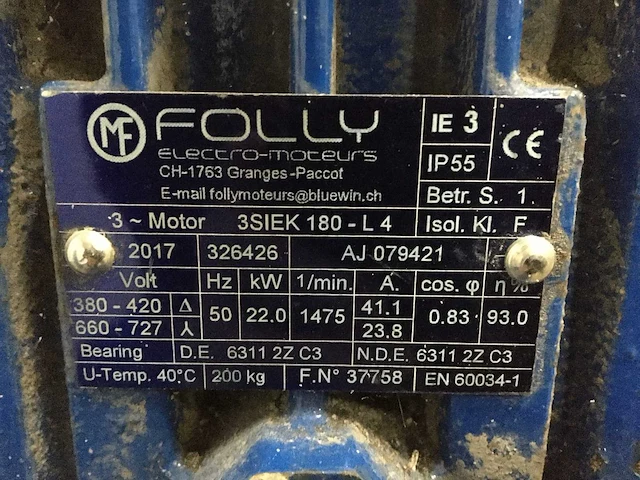 MF FOLLY IE 3 CE
ELECTRO-MOTEURS
CH-1763 Granges-Paccot IP55
E-mail follymoteurs@bluewin.ch Betr. S. 1
3 ~ Motor 3SIEK 180 - L 4 Isol. Kl. F
2017 326426 AJ 079421
Volt Hz kW 1/min. A. cos. φ η %
380 - 420 Δ 50 22.0 1475 41.1 0.83 93.0
660 - 727 ⅄ 23.8
Bearing D.E. 6311 2Z C3 N.D.E. 6311 2Z C3
U-Temp. 40°C 200 kg F.N° 37758 EN 60034-1